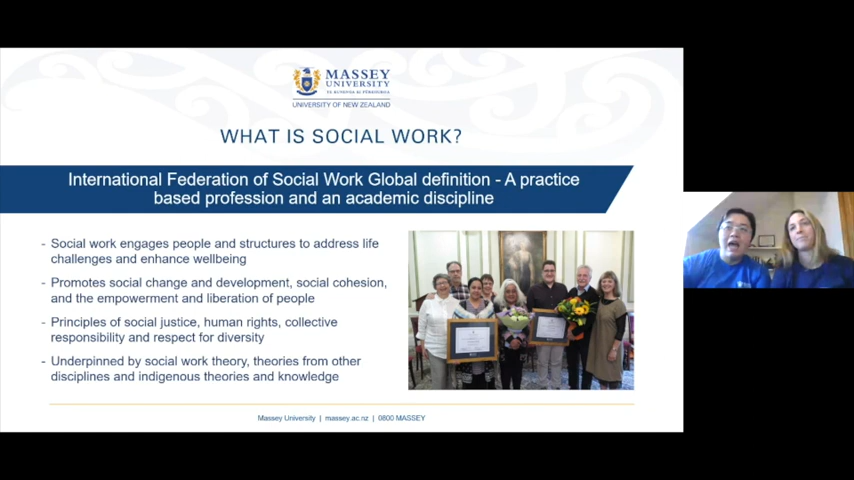 MASSEY
UNIVERSITY
TE KUNENGA KI PŪREHUROA
UNIVERSITY OF NEW ZEALAND
WHAT IS SOCIAL WORK?
International Federation of Social Work Global definition - A practice
based profession and an academic discipline
- Social work engages people and structures to address life
challenges and enhance wellbeing
- Promotes social change and development, social cohesion,
and the empowerment and liberation of people
- Principles of social justice, human rights, collective
responsibility and respect for diversity
- Underpinned by social work theory, theories from other
disciplines and indigenous theories and knowledge
Massey University | massey.ac.nz | 0800 MASSEY